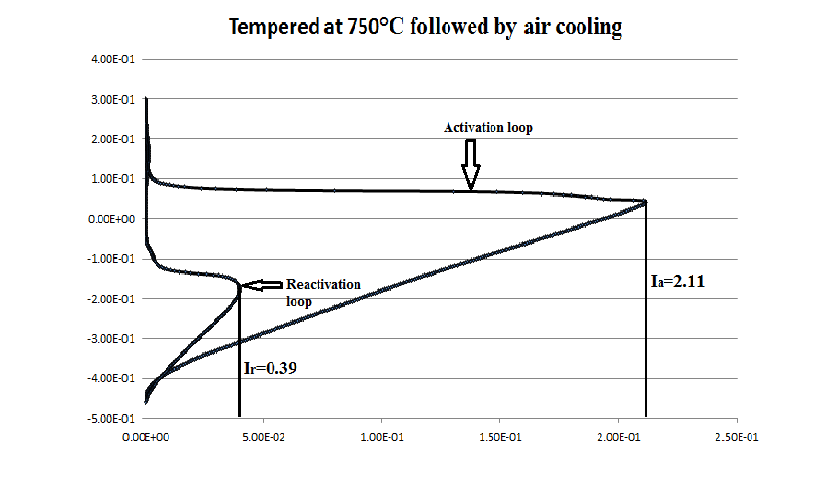 Tempered at 750°C followed by air cooling
4.00E-01
3.00E-01
2.00E-01
1.00E-01
0.00E+00
-1.00E-01
-2.00E-01
-3.00E-01
-4.00E-01
-5.00E-01
Activation loop
Reactivation
loop
Ia=2.11
Ir=0.39
0.00E+00 5.00E-02 1.00E-01 1.50E-01 2.00E-01 2.50E-01